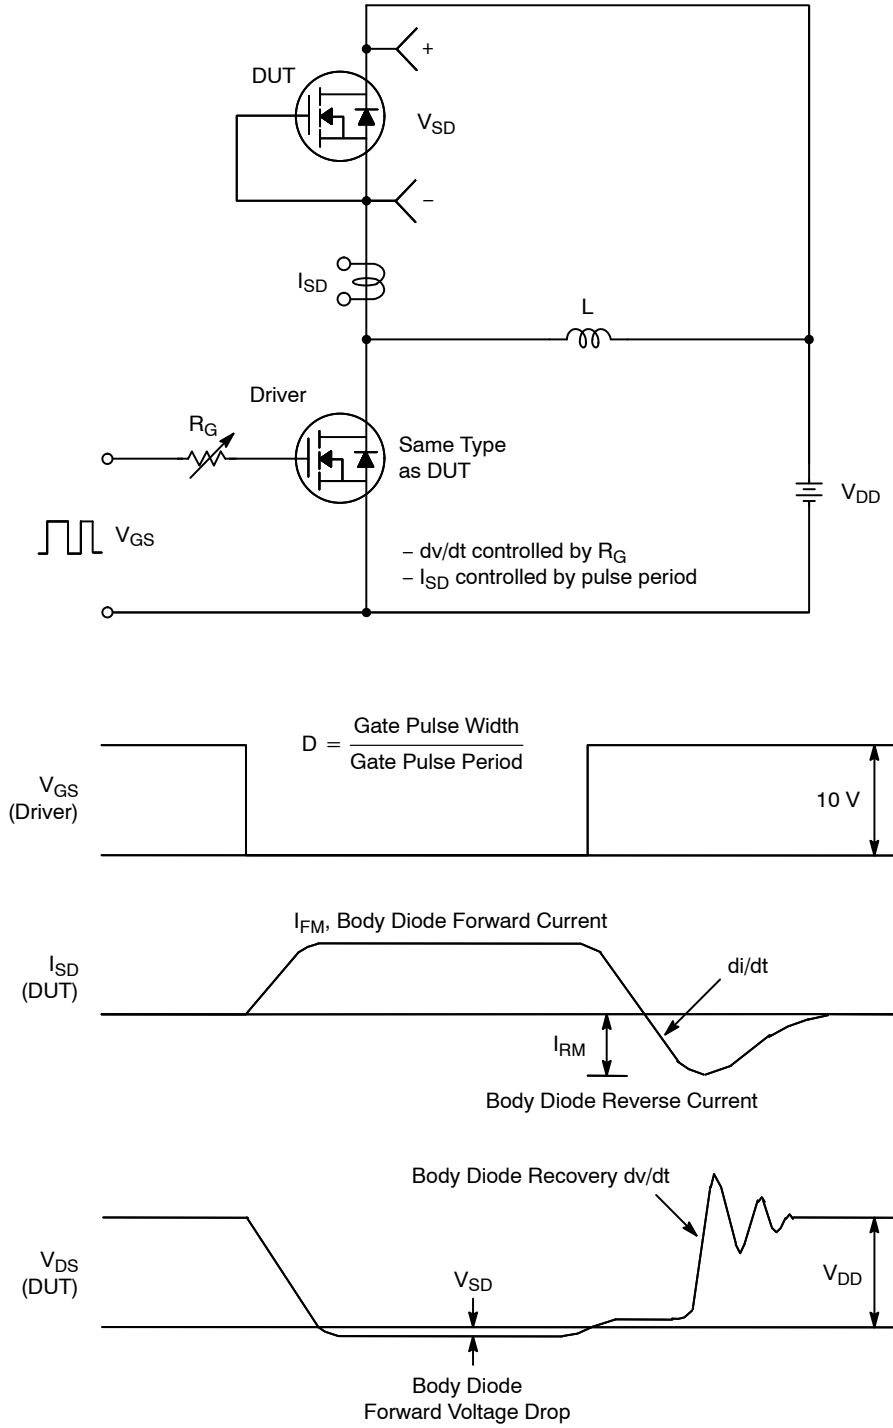 DUT
+
V_SD
−
I_SD
L
Driver
R_G
Same Type
as DUT
V_DD
V_GS
− dv/dt controlled by R_G
− I_SD controlled by pulse period
D = Gate Pulse Width
Gate Pulse Period
V_GS
(Driver)
10 V
I_FM, Body Diode Forward Current
I_SD
(DUT)
di/dt
I_RM
Body Diode Reverse Current
Body Diode Recovery dv/dt
V_DS
(DUT)
V_SD
V_DD
Body Diode
Forward Voltage Drop